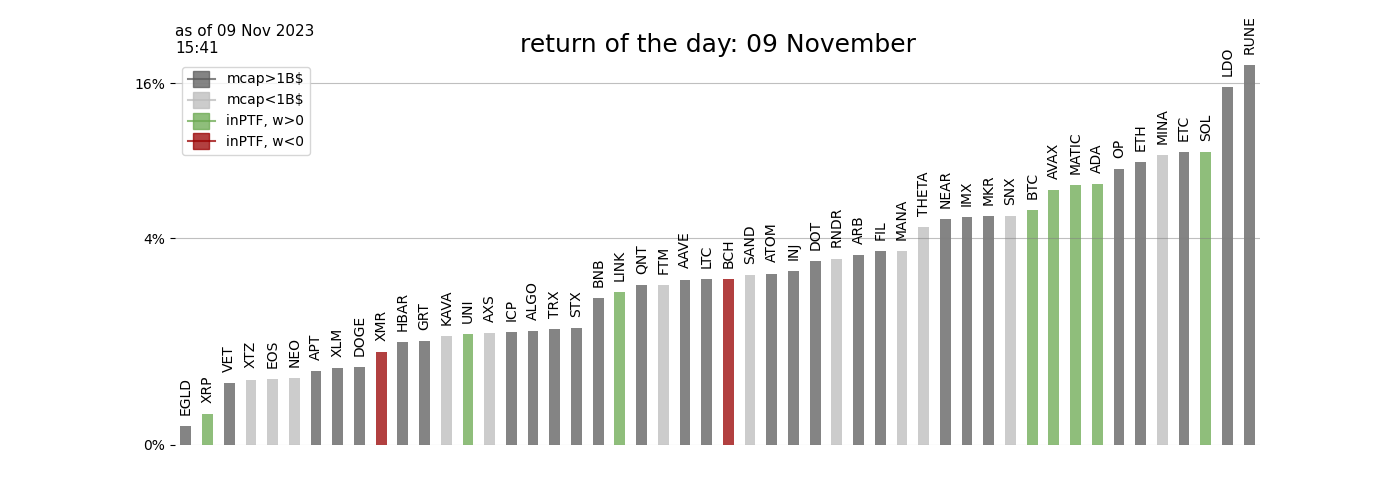 as of 09 Nov 2023
15:41
return of the day: 09 November
mcap>1B$
mcap<1B$
inPTF, w>0
inPTF, w<0
16%
4%
0%
EGLD
XRP
VET
XTZ
EOS
NEO
APT
XLM
DOGE
XMR
HBAR
GRT
KAVA
UNI
AXS
ICP
ALGO
TRX
STX
BNB
LINK
QNT
FTM
AAVE
LTC
BCH
SAND
ATOM
INJ
DOT
RNDR
ARB
FIL
MANA
THETA
NEAR
IMX
MKR
SNX
BTC
AVAX
MATIC
ADA
OP
ETH
MINA
ETC
SOL
LDO
RUNE